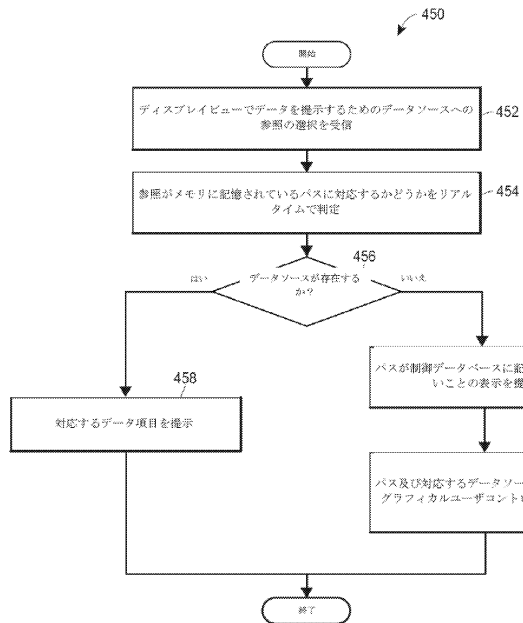 450
開始
ディスプレイビューでデータを提示するためのデータソースへの
参照の選択を受信
452
参照がメモリに記憶されているパスに対応するかどうかをリアル
タイムで判定
454
456
はい
データソースが存在する
か？
いいえ
パスが制御データベースに記
いことの表示を提
458
対応するデータ項目を提示
パス及び対応するデータソー
グラフィカルユーザコントロ
終了